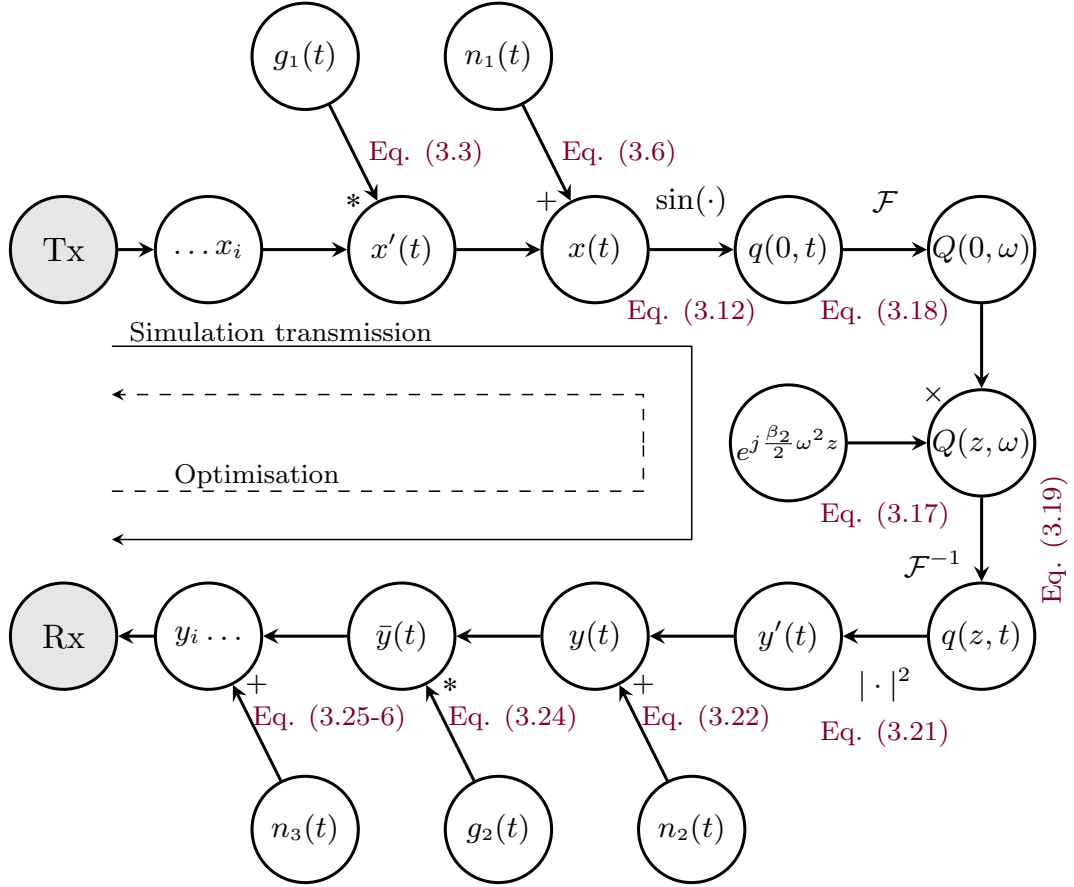 g₁(t)
n₁(t)
Eq. (3.3)
Eq. (3.6)
sin(·)
ℱ
*
+
Tx
… xᵢ
x′(t)
x(t)
q(0, t)
Q(0, ω)
Eq. (3.12)
Eq. (3.18)
Simulation transmission
×
e^{j\frac{β₂}{2}ω²z}
Q(z, ω)
Optimisation
Eq. (3.17)
Eq. (3.19)
ℱ⁻¹
Rx
yᵢ …
ȳ(t)
y(t)
y′(t)
q(z, t)
+
*
+
| · |²
Eq. (3.25-6)
Eq. (3.24)
Eq. (3.22)
Eq. (3.21)
n₃(t)
g₂(t)
n₂(t)